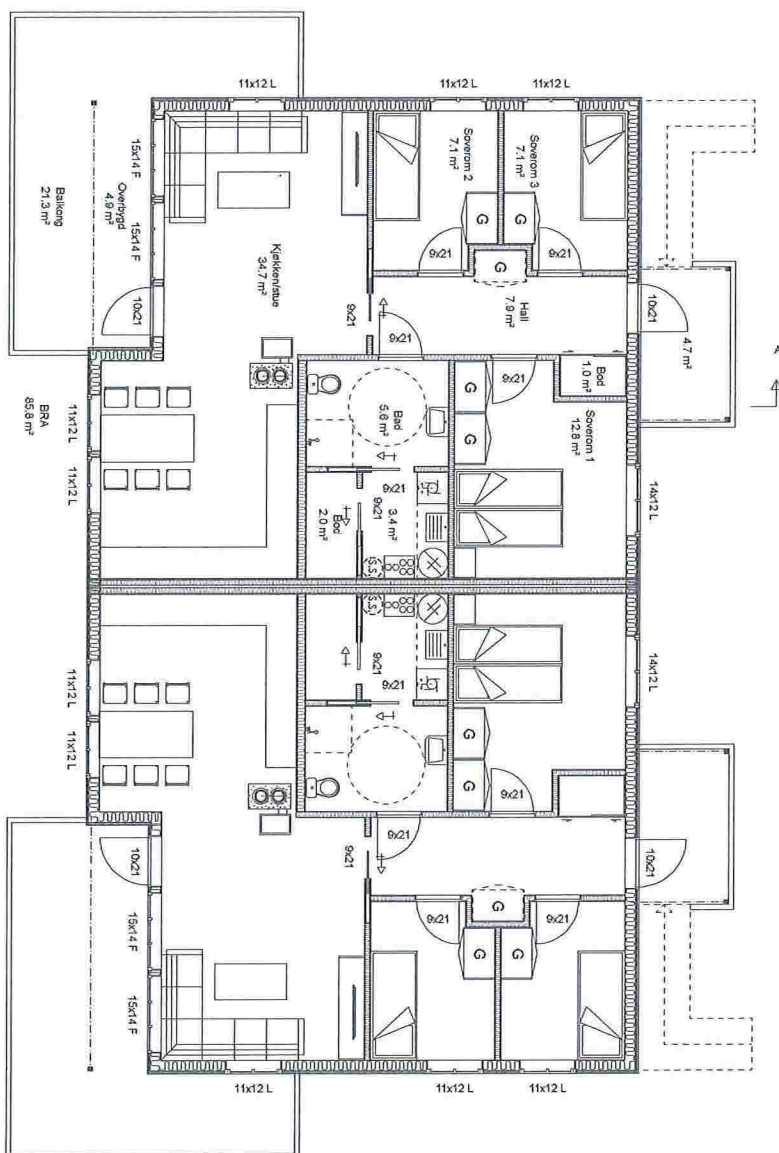 11x12 L
11x12 L
11x12 L
15x14 F
15x14 F
Overbygd
4.9 m²
Balkong
21.3 m²
10x21
Kjøkken/stue
34.7 m²
Soverom 2
7.1 m²
Soverom 3
7.1 m²
G
G
G
9x21
9x21
9x21
9x21
Hall
7.9 m²
10x21
4.7 m²
A
BRA
85.8 m²
11x12 L
11x12 L
Bad
5.6 m²
9x21
G
G
Bod
1.0 m²
Soverom 1
12.8 m²
14x12 L
9x21
3.4 m²
9x21
Bod
2.0 m²
S.S
S.S
9x21
9x21
14x12 L
11x12 L
11x12 L
G
G
9x21
10x21
9x21
9x21
10x21
15x14 F
15x14 F
G
9x21
9x21
G
G
11x12 L
11x12 L
11x12 L